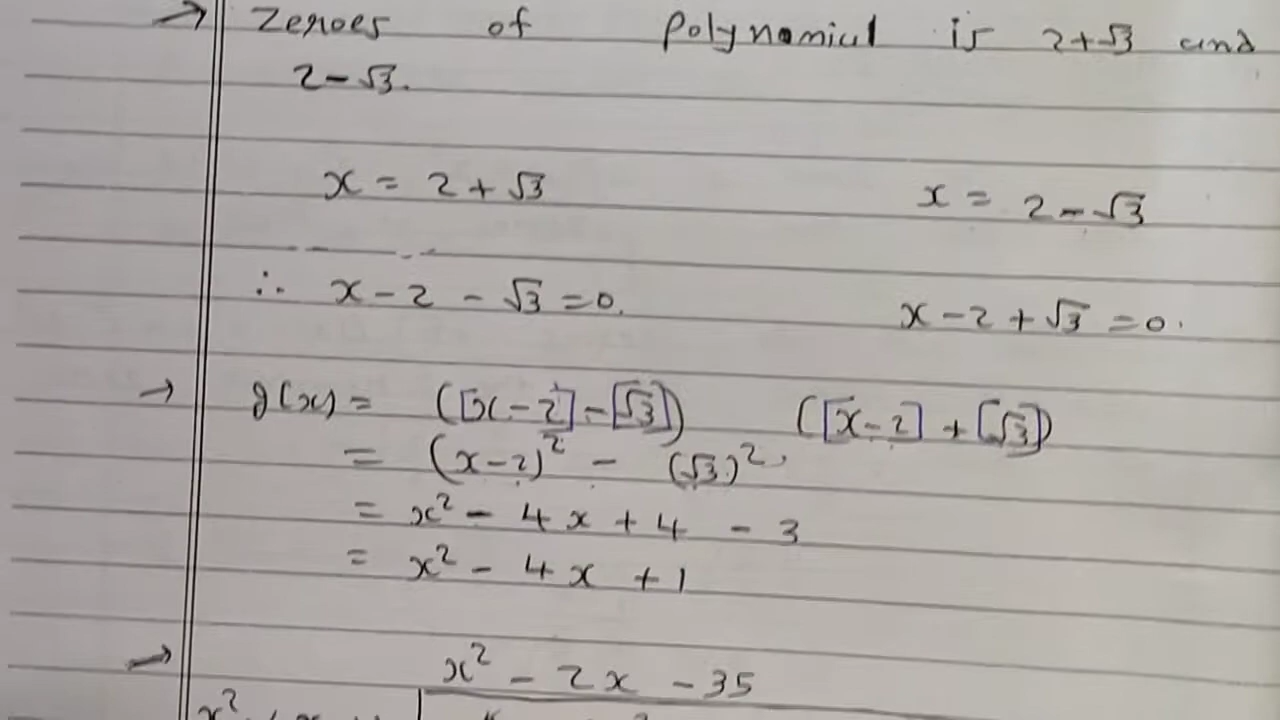 → Zeroes of Polynomial is 2+√3 and
2-√3.
x = 2 + √3 x = 2 - √3
∴ x - 2 - √3 = 0. x - 2 + √3 = 0.
→ g(x) = ([x-2] - [√3]) ([x-2] + [√3])
= (x-2)² - (√3)².
= x² - 4x + 4 - 3
= x² - 4x + 1
→ x² - 2x - 35
x²